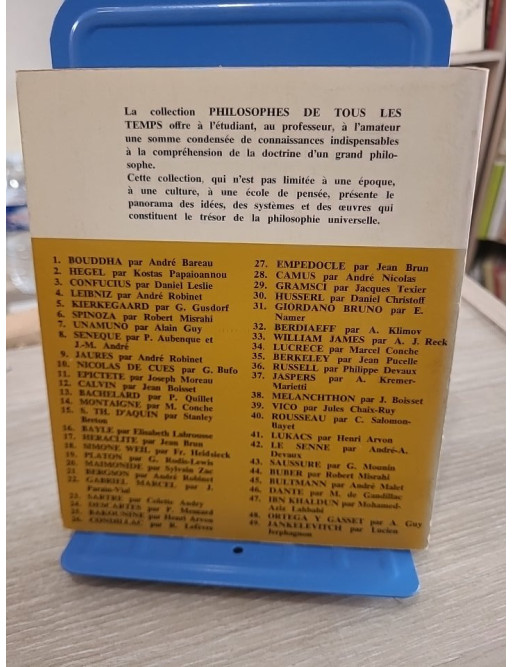 La collection PHILOSOPHES DE TOUS LES
TEMPS offre à l'étudiant, au professeur, à l'amateur
une somme condensée de connaissances indispensables
à la compréhension de la doctrine d'un grand philo-
sophe.
Cette collection, qui n'est pas limitée à une époque,
à une culture, à une école de pensée, présente le
panorama des idées, des systèmes et des œuvres qui
constituent le trésor de la philosophie universelle.
1. BOUDDHA par André Bareau
2. HEGEL par Kostas Papaioannou
3. CONFUCIUS par Daniel Leslie
4. LEIBNIZ par André Robinet
5. KIERKEGAARD par G. Gusdorf
6. SPINOZA par Robert Misrahi
7. UNAMUNO par Alain Guy
8. SENEQUE par P. Aubenque et
J.-M. André
9. JAURES par André Robinet
10. NICOLAS DE CUES par G. Bufo
11. EPICTETE par Joseph Moreau
12. CALVIN par Jean Boisset
13. BACHELARD par P. Quillet
14. MONTAIGNE par M. Conche
15. S. TH. D'AQUIN par Stanley
Breton
16. BAYLE par Elisabeth Labrousse
17. HERACLITE par Jean Brun
18. SIMONE WEIL par Fr. Heidsieck
19. PLATON par G. Rodis-Lewis
20. MAIMONIDE par Sylvain Zac
21. BERGSON par André Robinet
22. GABRIEL MARCEL par J.
Parain-Vial
23. SARTRE par Colette Audry
24. DESCARTES par P. Mesnard
25. BAKOUNINE par Henri Arvon
26. CONDILLAC par R. Lefèvre
27. EMPEDOCLE par Jean Brun
28. CAMUS par André Nicolas
29. GRAMSCI par Jacques Texier
30. HUSSERL par Daniel Christoff
31. GIORDANO BRUNO par E.
Namer
32. BERDIAEFF par A. Klimov
33. WILLIAM JAMES par A. J. Reck
34. LUCRECE par Marcel Conche
35. BERKELEY par Jean Pucelle
36. RUSSELL par Philippe Devaux
37. JASPERS par A. Kremer-
Marietti
38. MELANCHTHON par J. Boisset
39. VICO par Jules Chaix-Ruy
40. ROUSSEAU par C. Salomon-
Bayet
41. LUKACS par Henri Arvon
42. LE SENNE par André-A.
Devaux
43. SAUSSURE par G. Mounin
44. BUBER par Robert Misrahi
45. BULTMANN par André Malet
46. DANTE par M. de Gandillac
47. IBN KHALDUN par Mohamed-
Aziz Lahbabi
48. ORTEGA Y GASSET par A. Guy
49. JANKELEVITCH par Lucien
Jerphagnon